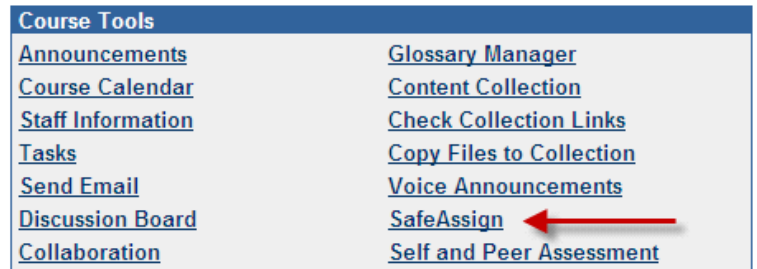 Course Tools
Announcements
Course Calendar
Staff Information
Tasks
Send Email
Discussion Board
Collaboration
Glossary Manager
Content Collection
Check Collection Links
Copy Files to Collection
Voice Announcements
SafeAssign
Self and Peer Assessment